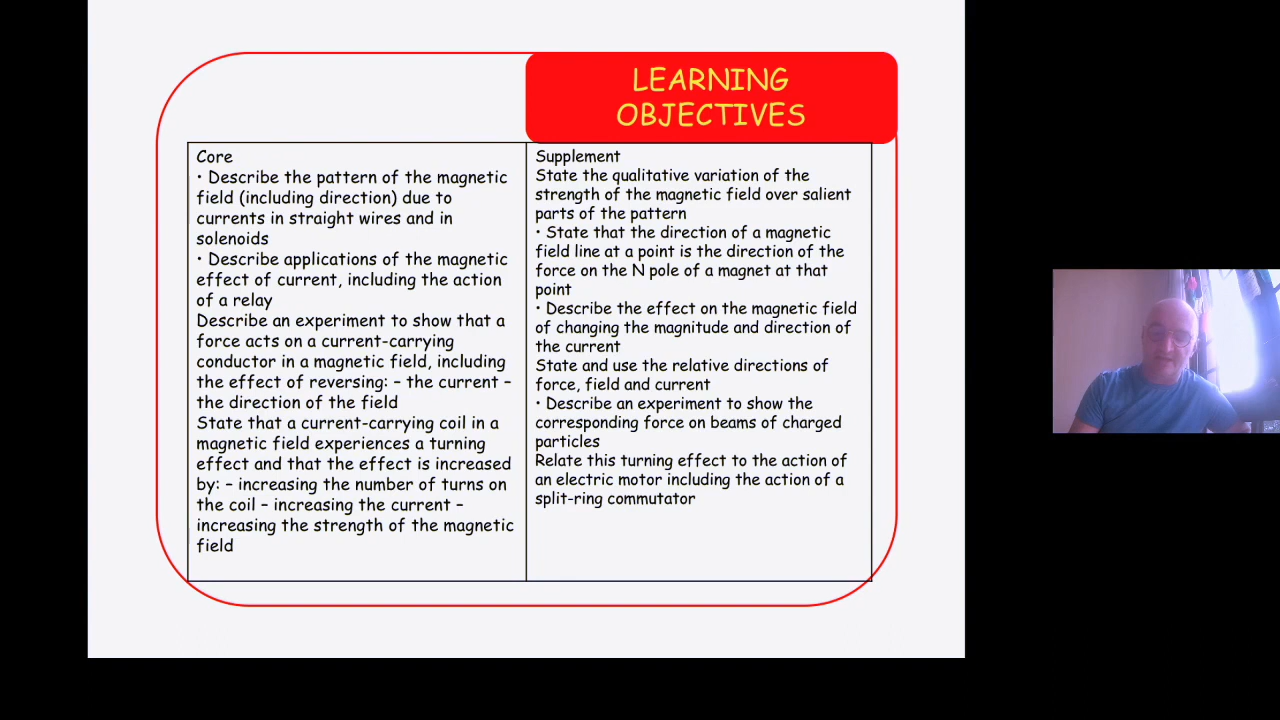 LEARNING
OBJECTIVES
Core
• Describe the pattern of the magnetic
field (including direction) due to
currents in straight wires and in
solenoids
• Describe applications of the magnetic
effect of current, including the action
of a relay
Describe an experiment to show that a
force acts on a current-carrying
conductor in a magnetic field, including
the effect of reversing: – the current –
the direction of the field
State that a current-carrying coil in a
magnetic field experiences a turning
effect and that the effect is increased
by: – increasing the number of turns on
the coil – increasing the current –
increasing the strength of the magnetic
field
Supplement
State the qualitative variation of the
strength of the magnetic field over salient
parts of the pattern
• State that the direction of a magnetic
field line at a point is the direction of the
force on the N pole of a magnet at that
point
• Describe the effect on the magnetic field
of changing the magnitude and direction of
the current
State and use the relative directions of
force, field and current
• Describe an experiment to show the
corresponding force on beams of charged
particles
Relate this turning effect to the action of
an electric motor including the action of a
split-ring commutator